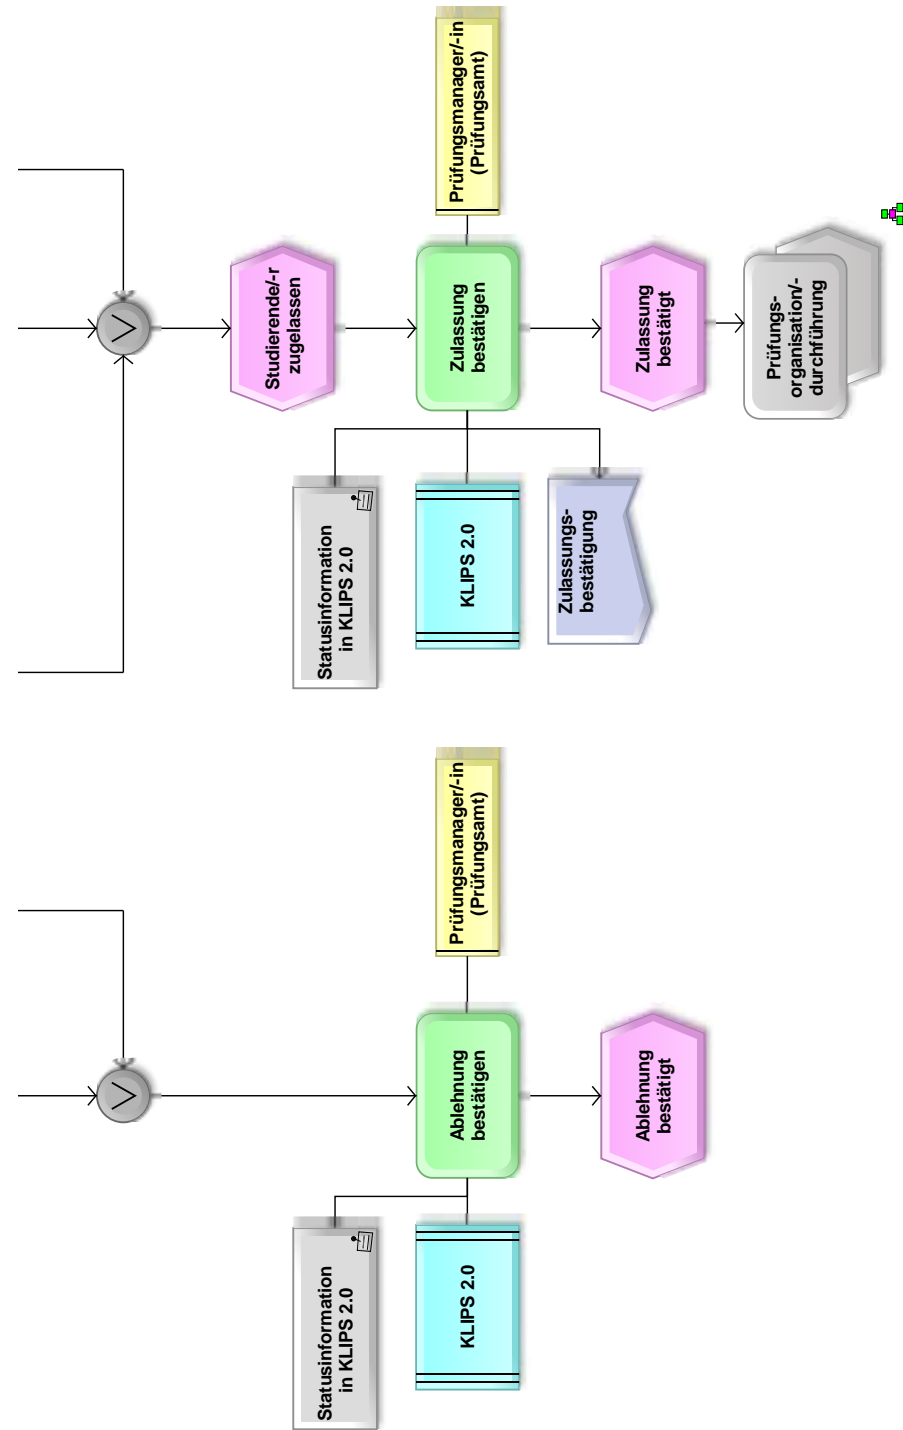 Prüfungsmanager/-in
(Prüfungsamt)
Studierende/-r
zugelassen
Zulassung
bestätigen
Zulassung
bestätigt
Prüfungs-
organisation/-
durchführung
Statusinformation
in KLIPS 2.0
KLIPS 2.0
Zulassungs-
bestätigung
Prüfungsmanager/-in
(Prüfungsamt)
Ablehnung
bestätigen
Ablehnung
bestätigt
Statusinformation
in KLIPS 2.0
KLIPS 2.0